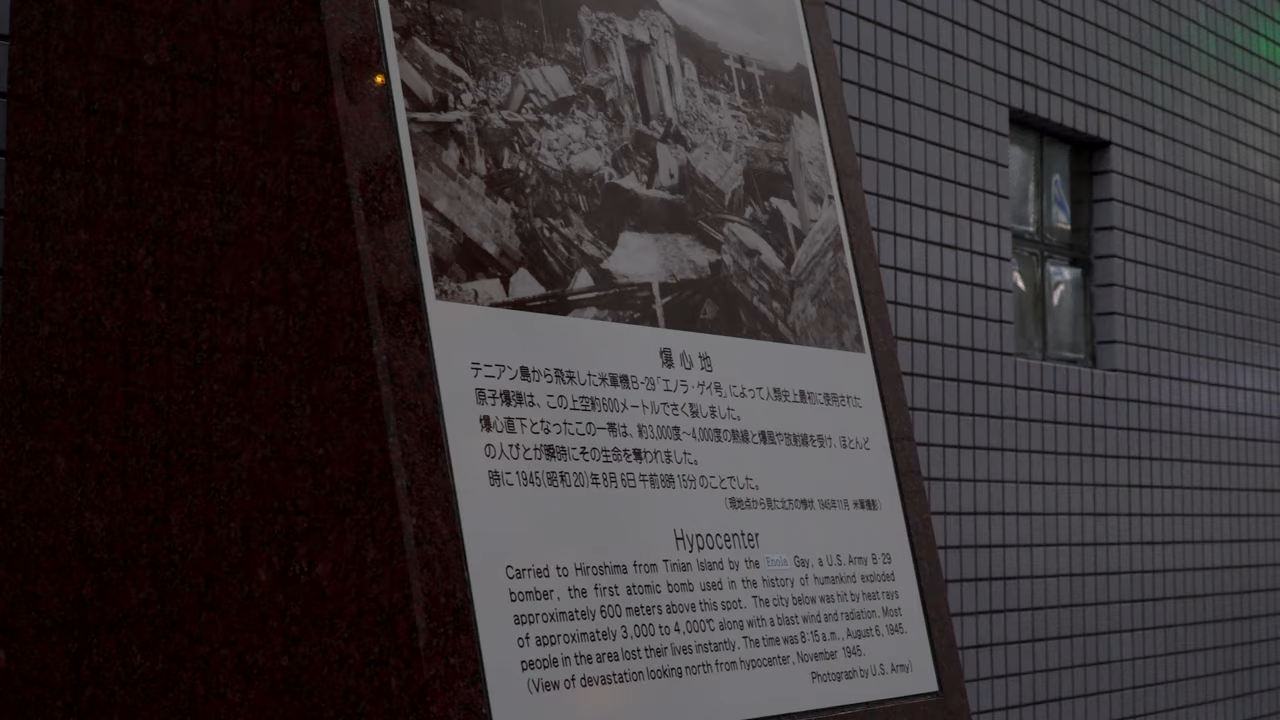 爆心地
テニアン島から飛来した米軍機B-29「エノラ・ゲイ号」によって人類史上最初に使用された
原子爆弾は、この上空約600メートルでさく裂しました。
爆心直下となったこの一帯は、約3,000度〜4,000度の熱線と爆風や放射線を受け、ほとんど
の人びとが瞬時にその生命を奪われました。
時に1945(昭和20)年8月6日午前8時15分のことでした。
(現地点から見た北方の惨状 1945年11月 米軍撮影)
Hypocenter
Carried to Hiroshima from Tinian Island by the Enola Gay, a U.S. Army B-29
bomber, the first atomic bomb used in the history of humankind exploded
approximately 600 meters above this spot. The city below was hit by heat rays
of approximately 3,000 to 4,000℃ along with a blast wind and radiation. Most
people in the area lost their lives instantly. The time was 8:15 a.m., August 6, 1945.
(View of devastation looking north from hypocenter, November 1945.
Photograph by U.S. Army)